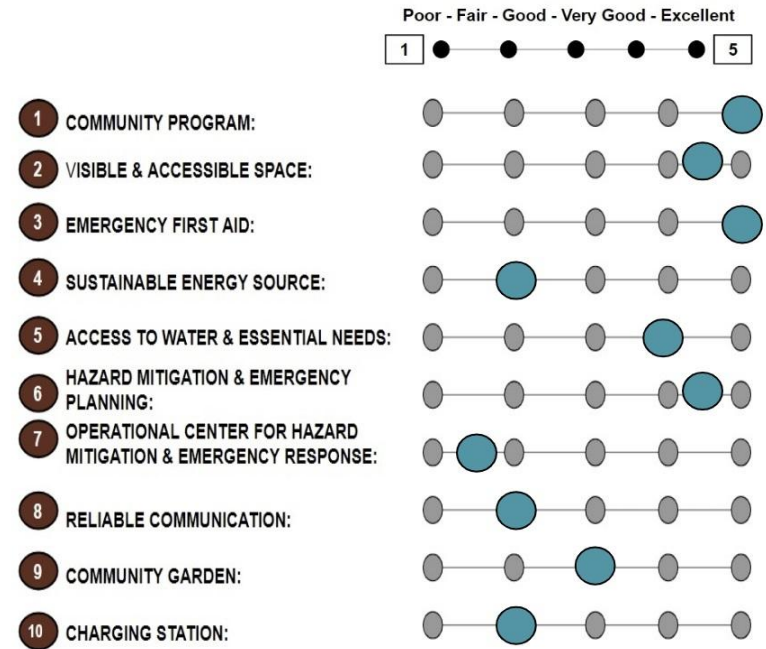 Poor - Fair - Good - Very Good - Excellent
1 5
1 COMMUNITY PROGRAM:
2 VISIBLE & ACCESSIBLE SPACE:
3 EMERGENCY FIRST AID:
4 SUSTAINABLE ENERGY SOURCE:
5 ACCESS TO WATER & ESSENTIAL NEEDS:
6 HAZARD MITIGATION & EMERGENCY
PLANNING:
7 OPERATIONAL CENTER FOR HAZARD
MITIGATION & EMERGENCY RESPONSE:
8 RELIABLE COMMUNICATION:
9 COMMUNITY GARDEN:
10 CHARGING STATION: